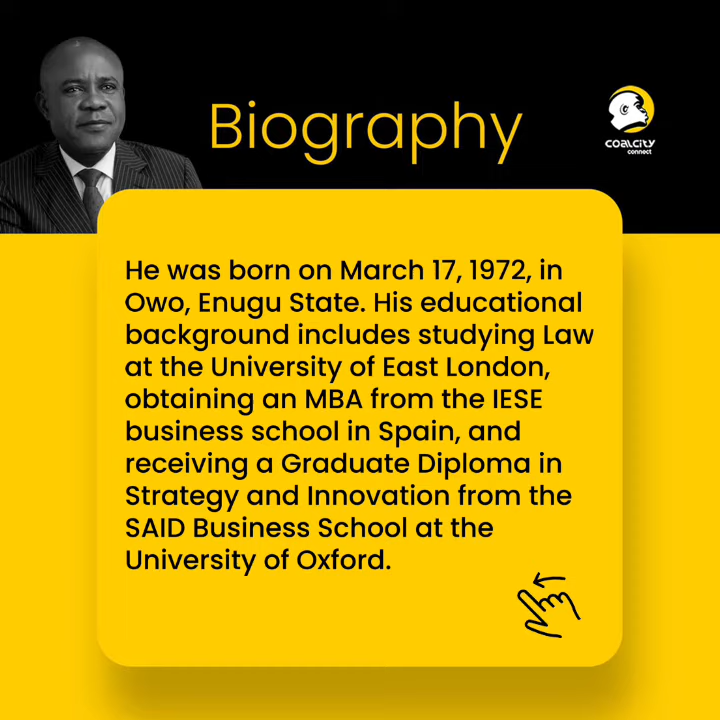 Biography
COALCITY
connect
He was born on March 17, 1972, in
Owo, Enugu State. His educational
background includes studying Law
at the University of East London,
obtaining an MBA from the IESE
business school in Spain, and
receiving a Graduate Diploma in
Strategy and Innovation from the
SAID Business School at the
University of Oxford.